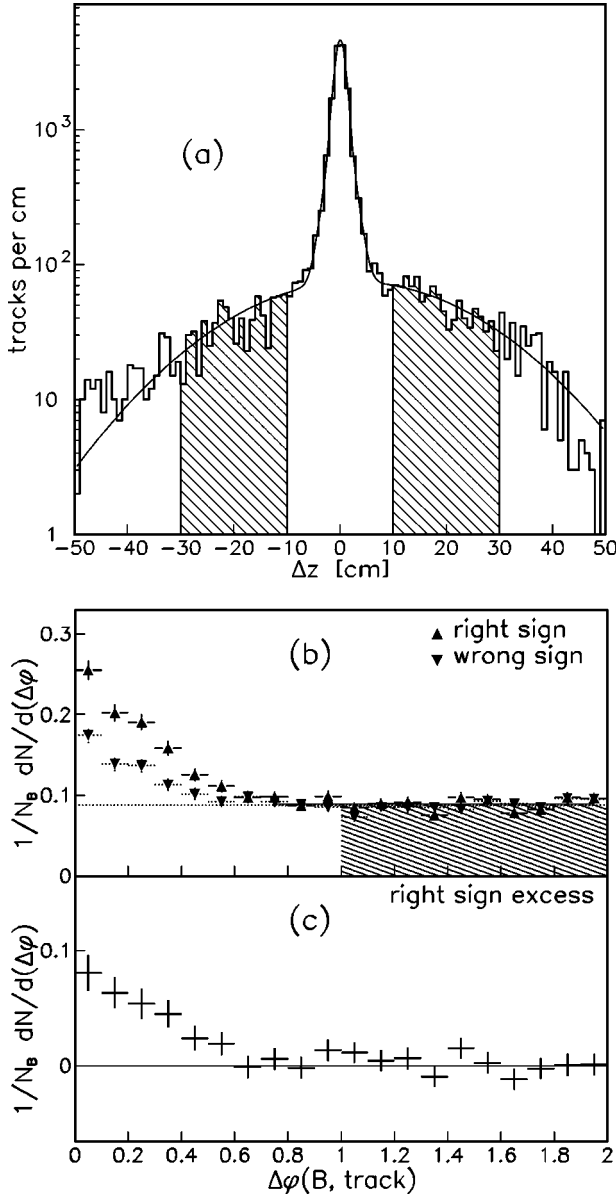 tracks per cm
10³
10²
10
1
(a)
−50 −40 −30 −20 −10 0 10 20 30 40 50
Δz [cm]
1/N_B dN/d(Δφ)
0.3
0.2
0.1
0
(b)
▲ right sign
▼ wrong sign
right sign excess
(c)
1/N_B dN/d(Δφ)
0.1
0
0 0.2 0.4 0.6 0.8 1 1.2 1.4 1.6 1.8 2
Δφ(B, track)